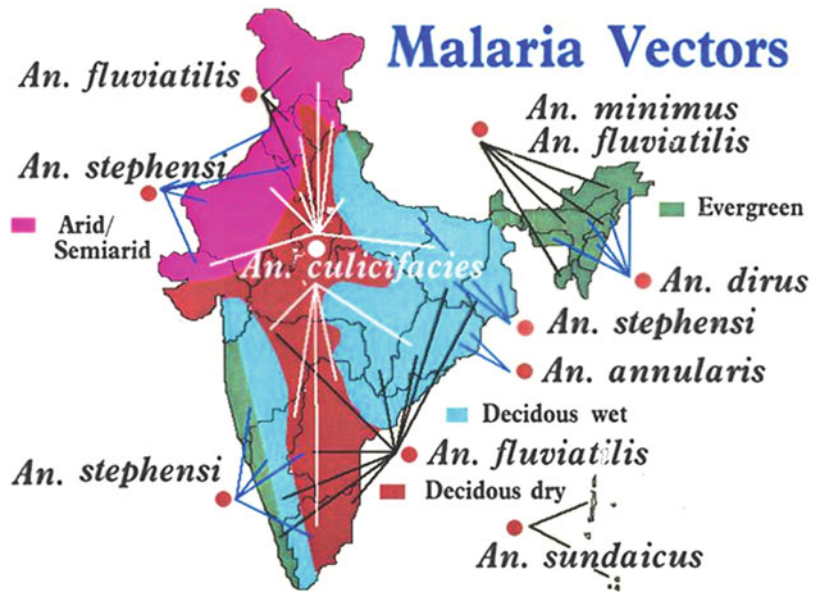 Malaria Vectors
An. fluviatilis
An. minimus
An. fluviatilis
An. stephensi
Evergreen
Arid/
Semiarid
An. culicifacies
An. dirus
An. stephensi
An. annularis
Decidous wet
An. fluviatilis
An. stephensi
Decidous dry
An. sundaicus